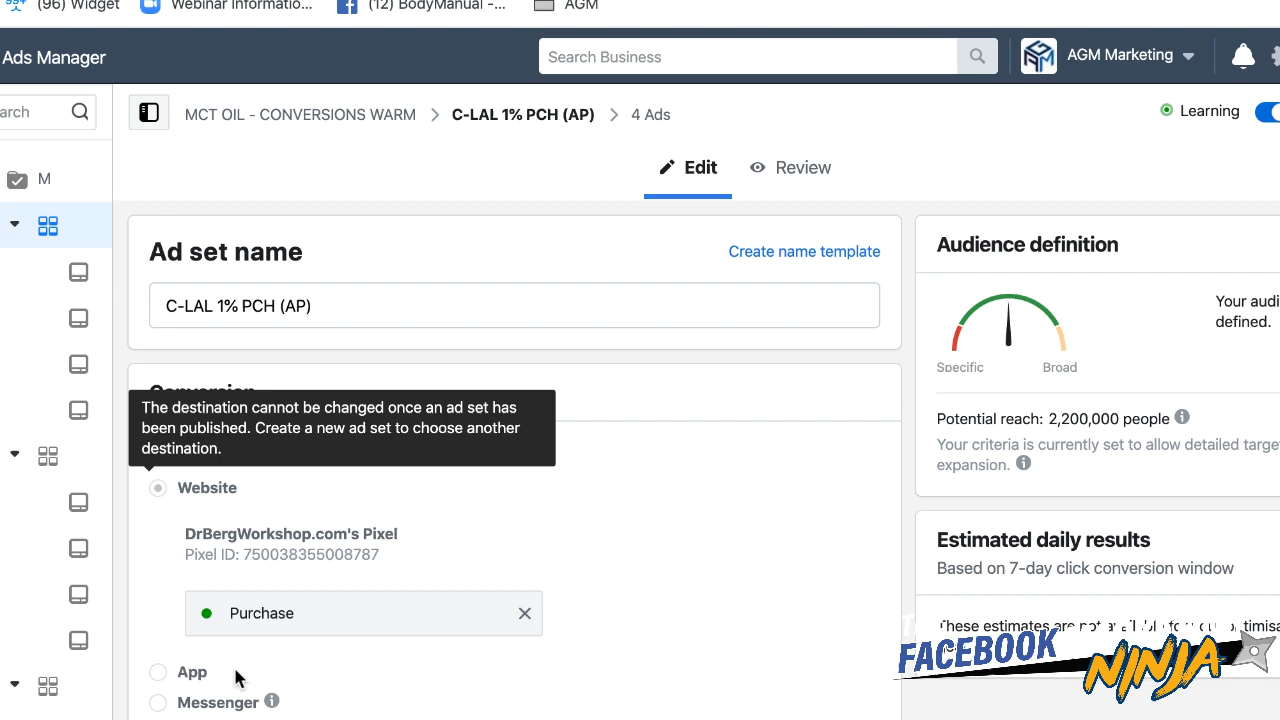 99+
(96) Widget
Webinar Informatio...
(12) BodyManual -...
AGM
Ads Manager
Search Business
AGM Marketing
arch
MCT OIL - CONVERSIONS WARM
C-LAL 1% PCH (AP)
4 Ads
Learning
Edit
Review
M
Ad set name
Create name template
C-LAL 1% PCH (AP)
Audience definition
Your audi
defined.
Specific
Broad
Conversion
The destination cannot be changed once an ad set has
been published. Create a new ad set to choose another
destination.
Potential reach: 2,200,000 people
Your criteria is currently set to allow detailed targe
expansion.
Website
DrBergWorkshop.com's Pixel
Pixel ID: 750038355008787
Purchase
Estimated daily results
Based on 7-day click conversion window
These estimates are not
timisa
FACEBOOK
NINJA
App
Messenger